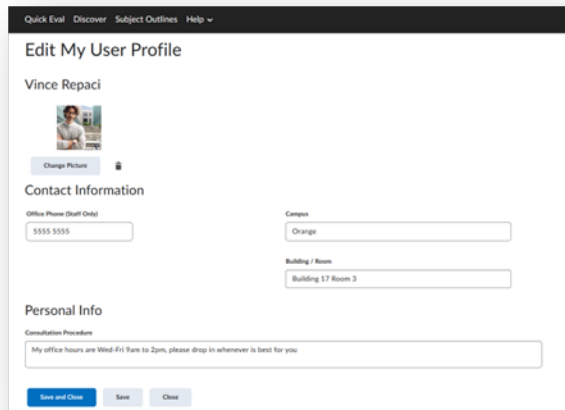 Quick Eval Discover Subject Outlines Help
Edit My User Profile
Vince Repaci
Change Picture
Contact Information
Office Phone (Staff Only)
5555 5555
Campus
Orange
Building / Room
Building 17 Room 3
Personal Info
Consultation Procedure
My office hours are Wed-Fri 9am to 2pm, please drop in whenever is best for you
Save and Close Save Close